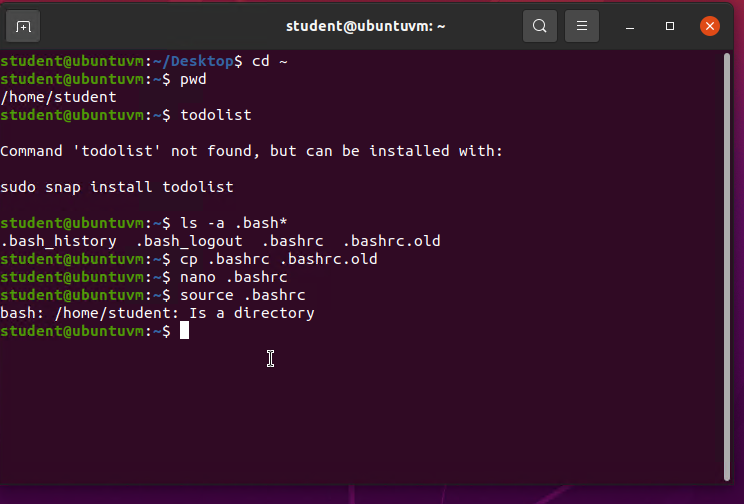 student@ubuntuvm: ~
student@ubuntuvm:~/Desktop$ cd ~
student@ubuntuvm:~$ pwd
/home/student
student@ubuntuvm:~$ todolist
Command 'todolist' not found, but can be installed with:
sudo snap install todolist
student@ubuntuvm:~$ ls -a .bash*
.bash_history  .bash_logout  .bashrc  .bashrc.old
student@ubuntuvm:~$ cp .bashrc .bashrc.old
student@ubuntuvm:~$ nano .bashrc
student@ubuntuvm:~$ source .bashrc
bash: /home/student: Is a directory
student@ubuntuvm:~$